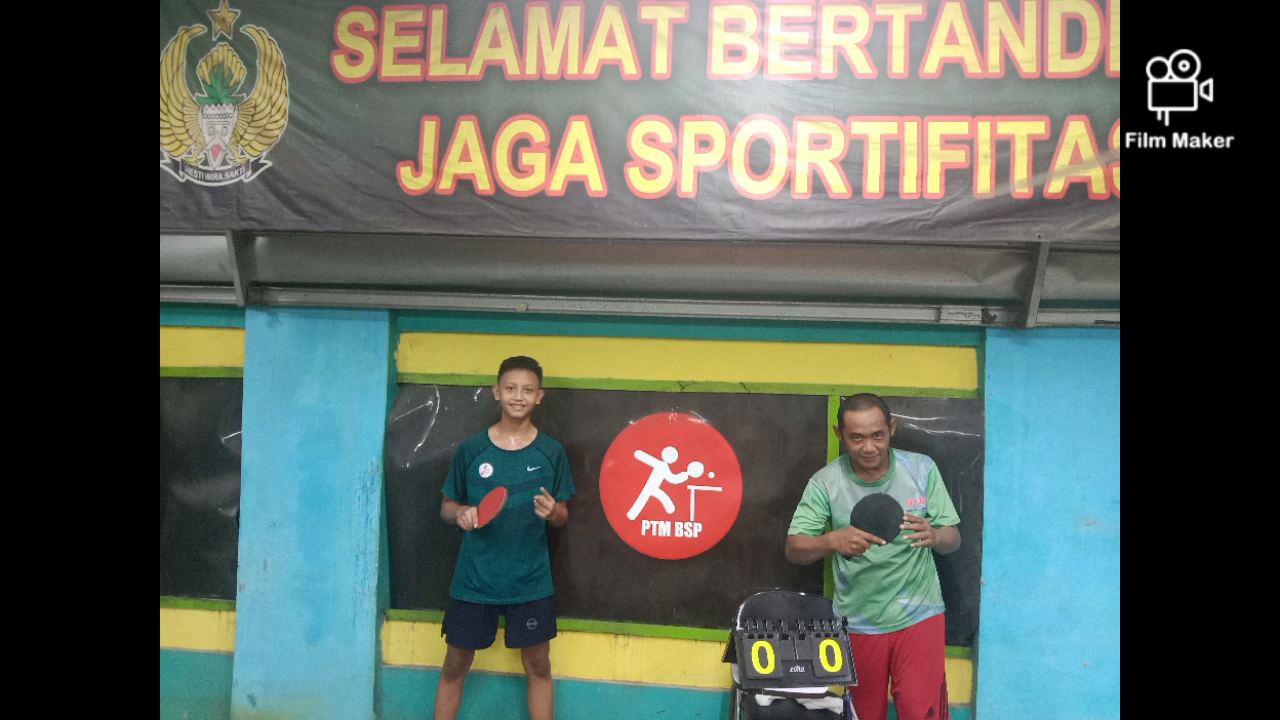 SELAMAT BERTANDI
JAGA SPORTIFITAS
Film Maker
PTM BSP
0 0